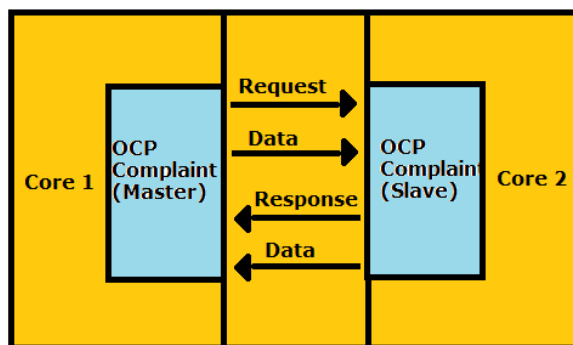 Request
Data
Response
Data
Core 1
OCP
Complaint
(Master)
OCP
Complaint
(Slave)
Core 2